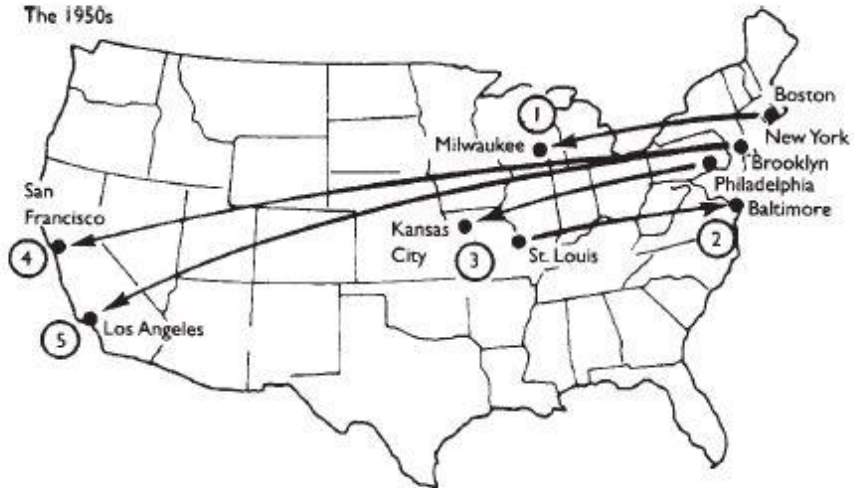 The 1950s
Boston
1
Milwaukee
New York
Brooklyn
Philadelphia
San
Francisco
Baltimore
Kansas
City
4
3
St. Louis
2
5
Los Angeles